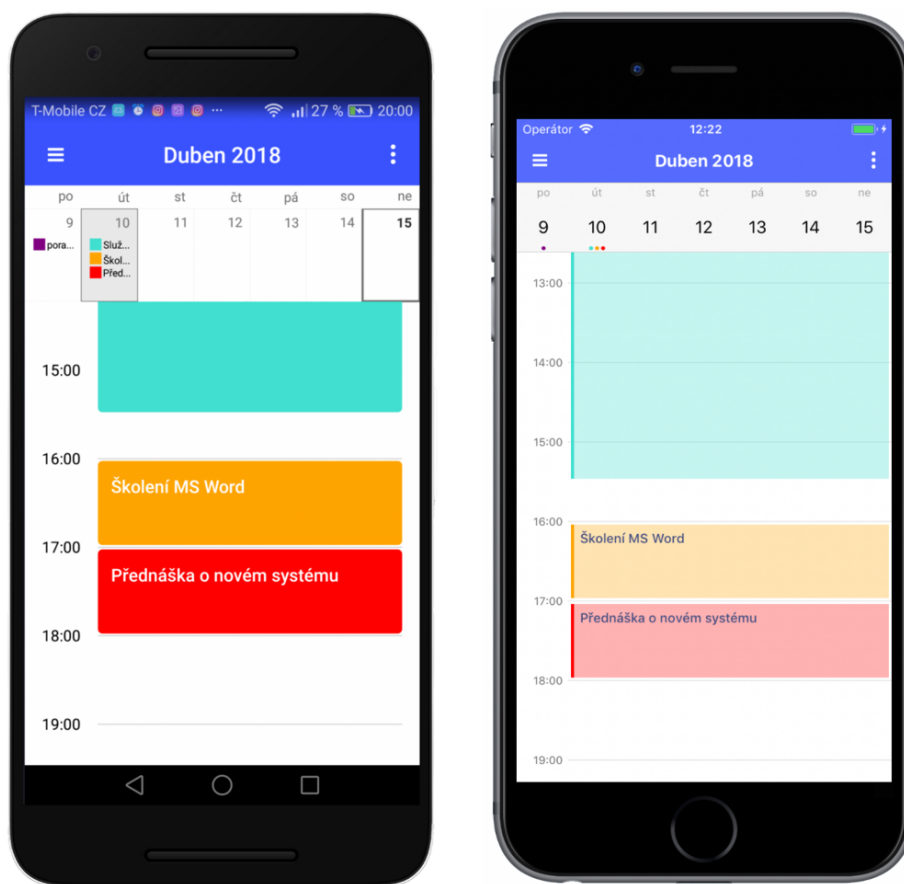 T-Mobile CZ ... 27 % 20:00
Duben 2018
po út st čt pá so ne
9 10 11 12 13 14 15
pora... Služ...
Škol...
Před...
15:00
16:00
Školení MS Word
17:00
Přednáška o novém systému
18:00
19:00
Operátor 12:22
Duben 2018
po út st čt pá so ne
9 10 11 12 13 14 15
13:00
14:00
15:00
16:00
Školení MS Word
17:00
Přednáška o novém systému
18:00
19:00